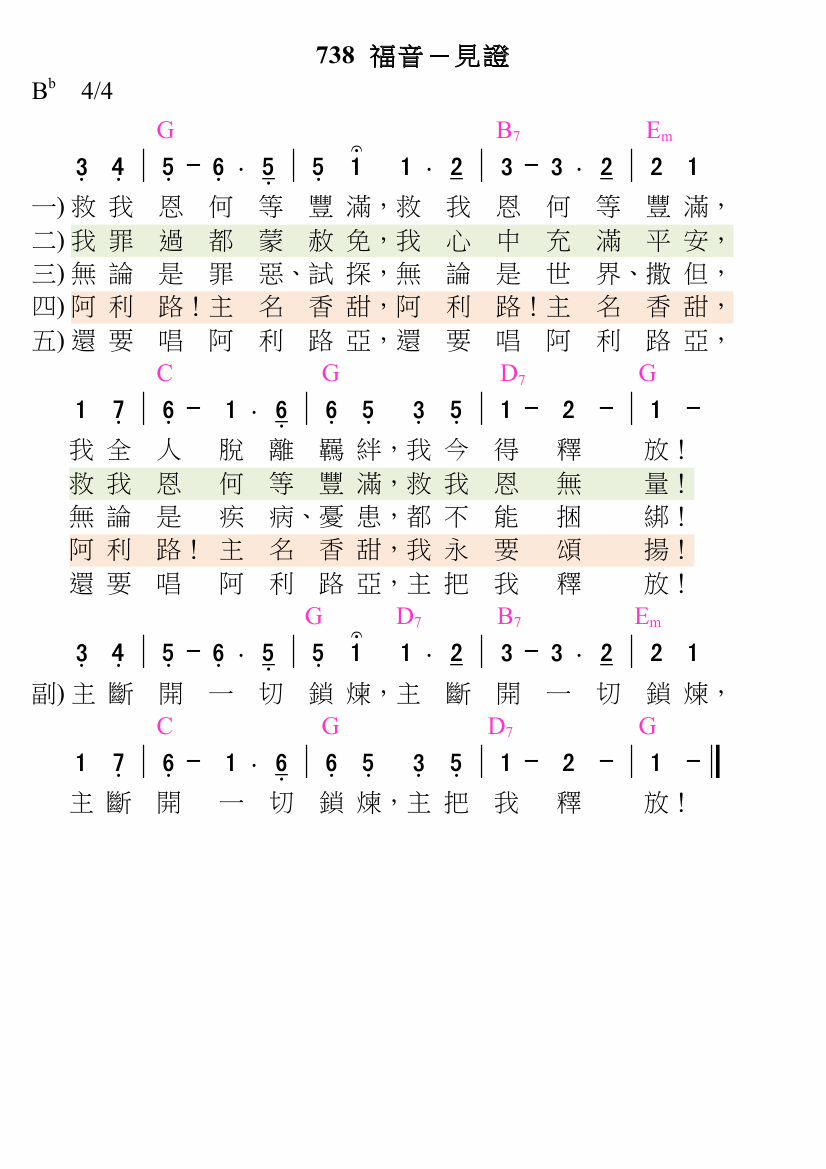 738 福音－見證
B♭ 4/4
G B7 Em
3 4 | 5 - 6 . 5 | 5 1 1 . 2 | 3 - 3 . 2 | 2 1
一) 救我恩何等豐滿，救我恩何等豐滿，
二) 我罪過都蒙赦免，我心中充滿平安，
三) 無論是罪惡、試探，無論是世界、撒但，
四) 阿利路！主名香甜，阿利路！主名香甜，
五) 還要唱阿利路亞，還要唱阿利路亞，
C G D7 G
1 7 | 6 - 1 . 6 | 6 5 3 5 | 1 - 2 - | 1 -
我全人脫離羈絆，我今得釋放！
救我恩何等豐滿，救我恩無量！
無論是疾病、憂患，都不能捆綁！
阿利路！主名香甜，我永要頌揚！
還要唱阿利路亞，主把我釋放！
G D7 B7 Em
3 4 | 5 - 6 . 5 | 5 1 1 . 2 | 3 - 3 . 2 | 2 1
副) 主斷開一切鎖煉，主斷開一切鎖煉，
C G D7 G
1 7 | 6 - 1 . 6 | 6 5 3 5 | 1 - 2 - | 1 - ‖
主斷開一切鎖煉，主把我釋放！